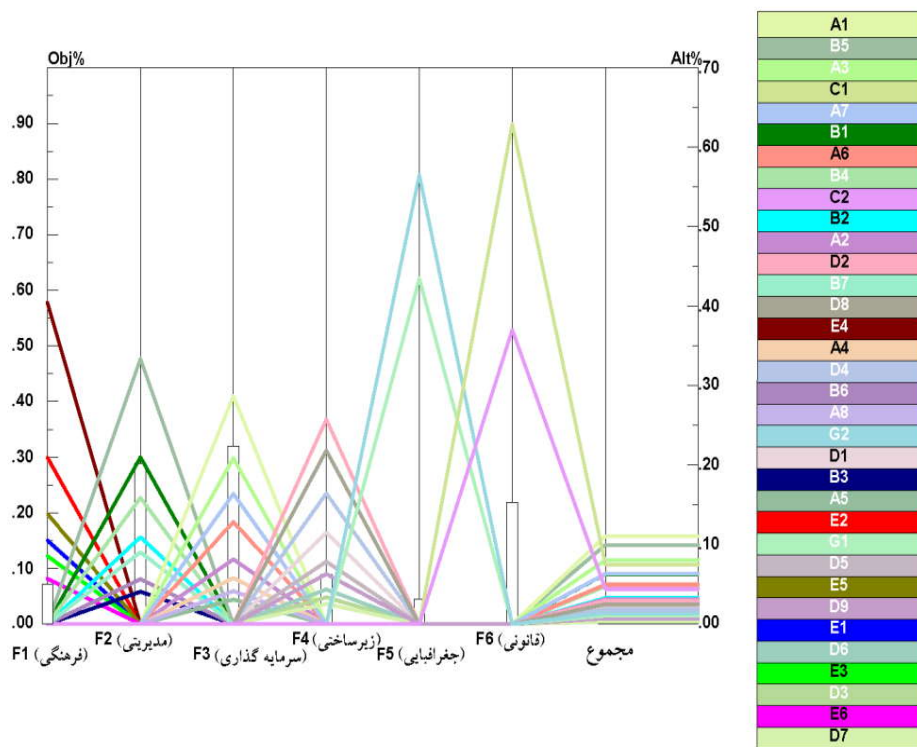 Obj%
Alt%
.90
.80
.70
.60
.50
.40
.30
.20
.10
.00
.70
.60
.50
.40
.30
.20
.10
.00
F1 (فرهنگی)
F2 (مدیریتی)
F3 (سرمایه گذاری)
F4 (زیرساختی)
F5 (جغرافیایی)
F6 (قانونی)
مجموع
A1
B5
A3
C1
A7
B1
A6
B4
C2
B2
A2
D2
B7
D8
E4
A4
D4
B6
A8
G2
D1
B3
A5
E2
G1
D5
E5
D9
E1
D6
E3
D3
E6
D7